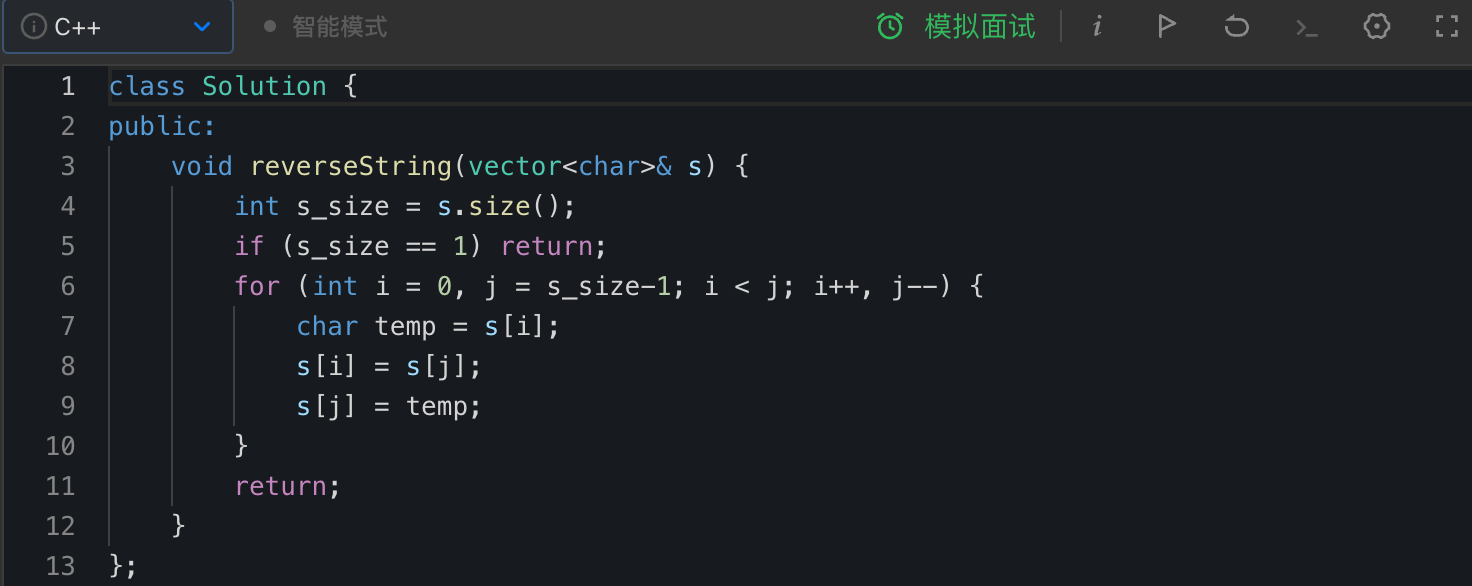 C++ 智能模式 模拟面试
1 class Solution {
2 public:
3     void reverseString(vector<char>& s) {
4         int s_size = s.size();
5         if (s_size == 1) return;
6         for (int i = 0, j = s_size-1; i < j; i++, j--) {
7             char temp = s[i];
8             s[i] = s[j];
9             s[j] = temp;
10         }
11         return;
12     }
13 };